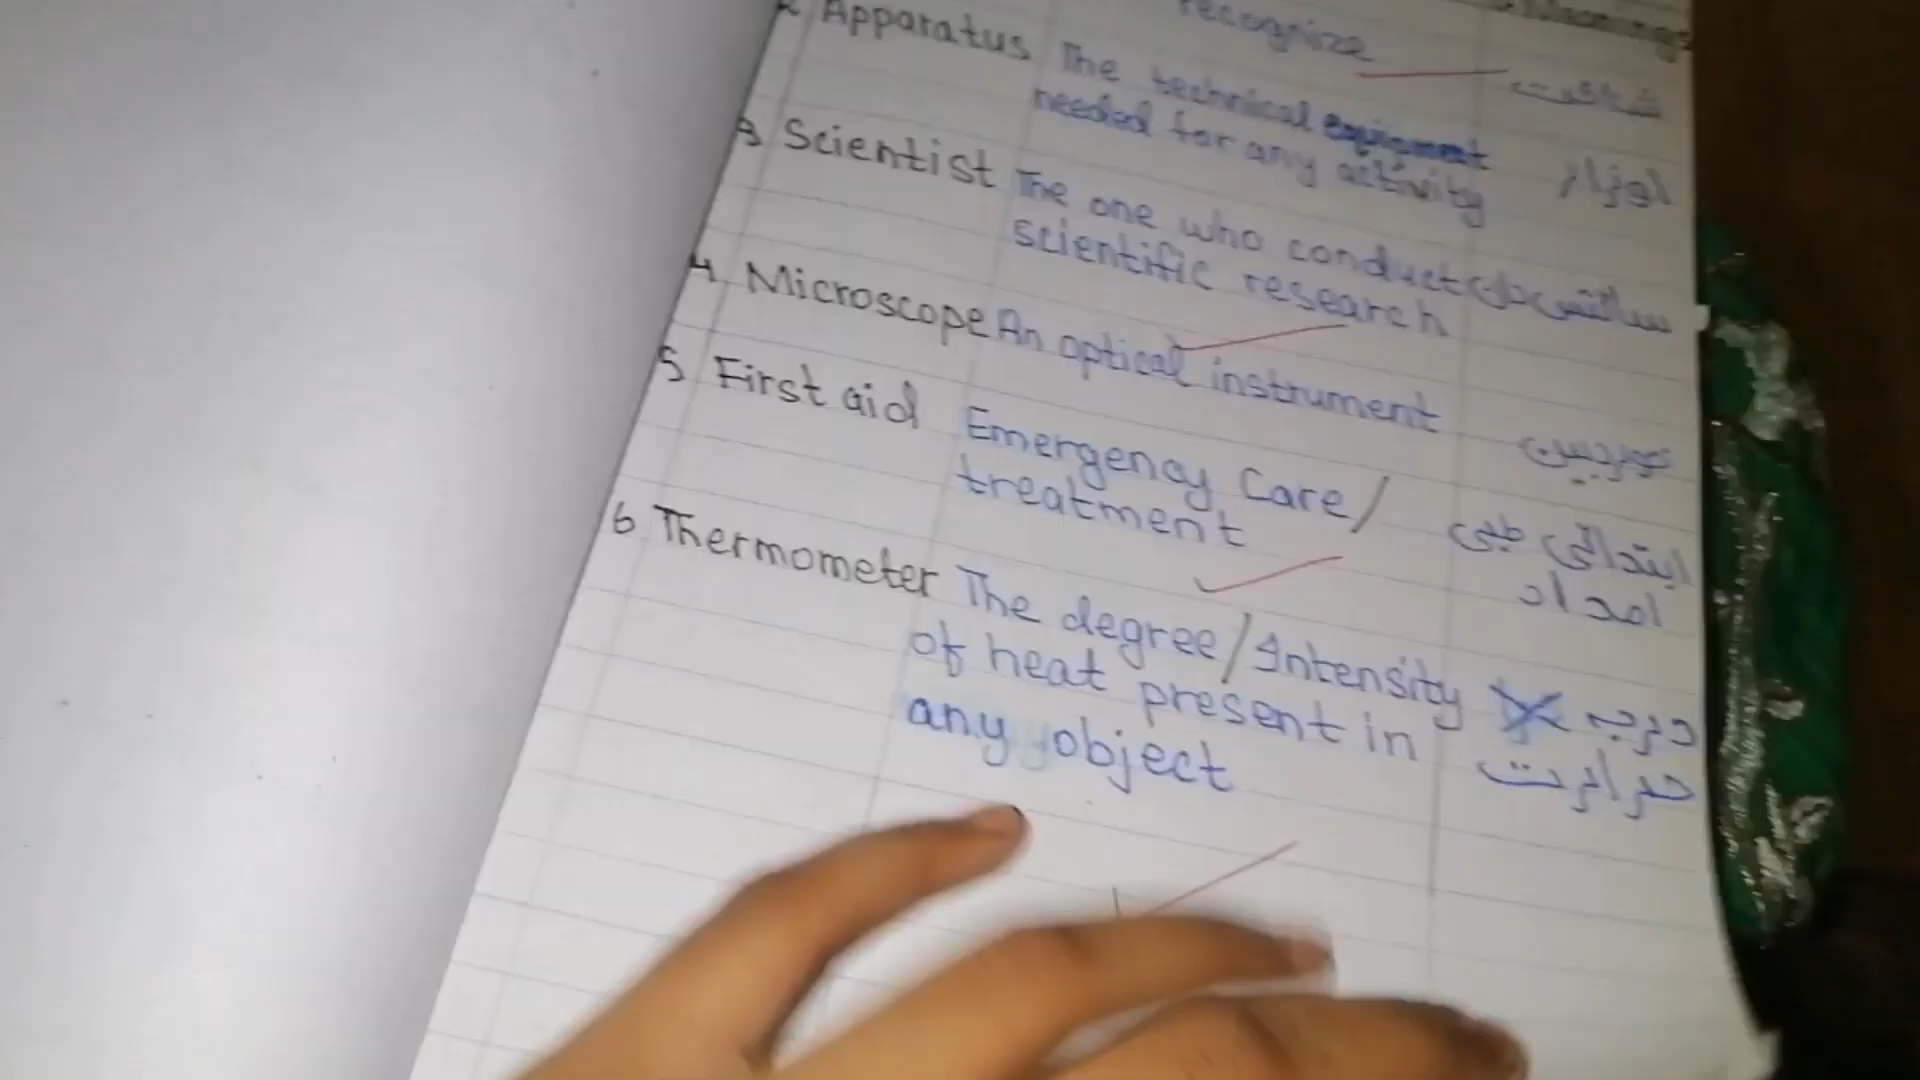 recognize شناخت
2 Apparatus The technical equipment اوزار
needed for any activity
3 Scientist The one who conduct سائنس دان
scientific research
4 Microscope An optical instrument خوردبین
5 First aid Emergency Care/ ابتدائی طبی
treatment امداد
6 Thermometer The degree/Intensity درجہ
of heat present in حرارت
any object